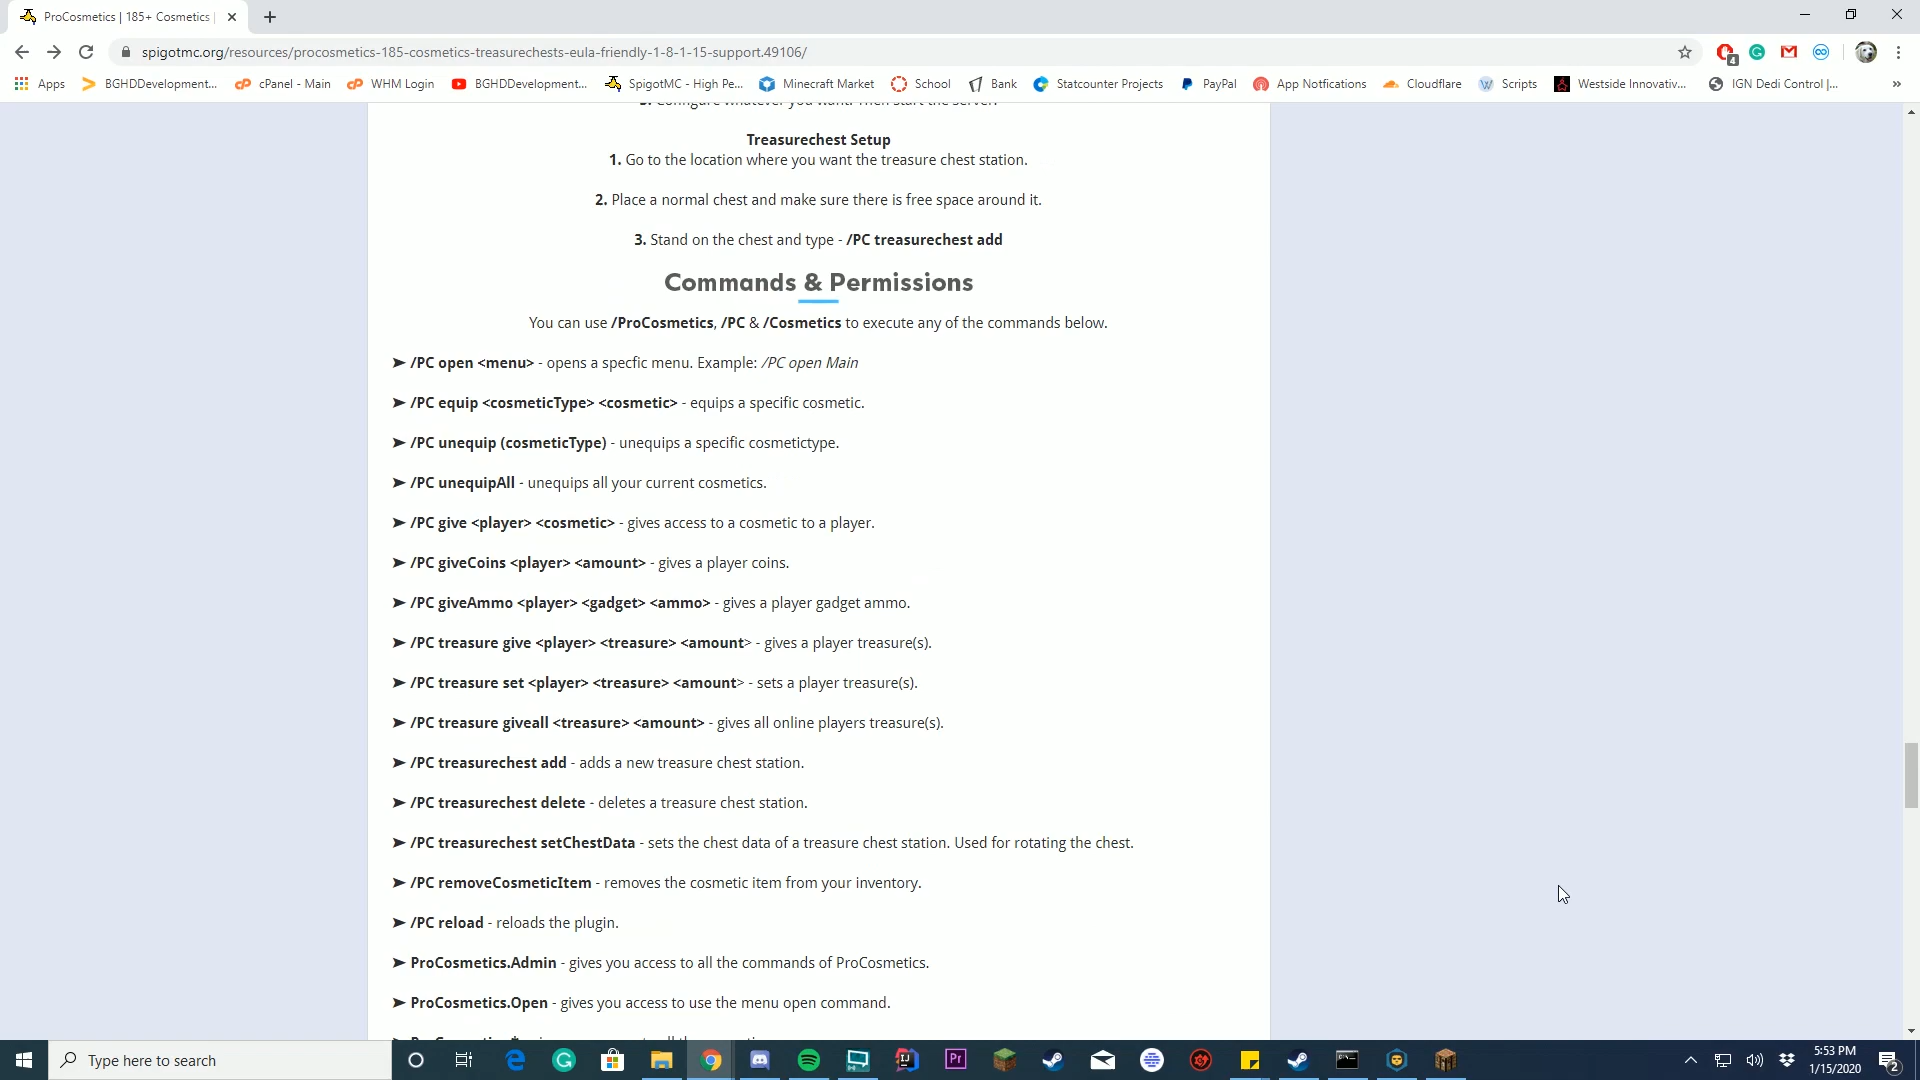 ProCosmetics | 185+ Cosmetics |
spigotmc.org/resources/procosmetics-185-cosmetics-treasurechests-eula-friendly-1-8-1-15-support.49106/
4
Apps BGHDDevelopment... cPanel - Main WHM Login BGHDDevelopment... SpigotMC - High Pe... Minecraft Market School Bank Statcounter Projects PayPal App Notfications Cloudflare Scripts Westside Innovativ... IGN Dedi Control |... »
3. Configure whatever you want. Then start the server.
Treasurechest Setup
1. Go to the location where you want the treasure chest station.
2. Place a normal chest and make sure there is free space around it.
3. Stand on the chest and type - /PC treasurechest add
Commands & Permissions
You can use /ProCosmetics, /PC & /Cosmetics to execute any of the commands below.
➤ /PC open <menu> - opens a specfic menu. Example: /PC open Main
➤ /PC equip <cosmeticType> <cosmetic> - equips a specific cosmetic.
➤ /PC unequip (cosmeticType) - unequips a specific cosmetictype.
➤ /PC unequipAll - unequips all your current cosmetics.
➤ /PC give <player> <cosmetic> - gives access to a cosmetic to a player.
➤ /PC giveCoins <player> <amount> - gives a player coins.
➤ /PC giveAmmo <player> <gadget> <ammo> - gives a player gadget ammo.
➤ /PC treasure give <player> <treasure> <amount> - gives a player treasure(s).
➤ /PC treasure set <player> <treasure> <amount> - sets a player treasure(s).
➤ /PC treasure giveall <treasure> <amount> - gives all online players treasure(s).
➤ /PC treasurechest add - adds a new treasure chest station.
➤ /PC treasurechest delete - deletes a treasure chest station.
➤ /PC treasurechest setChestData - sets the chest data of a treasure chest station. Used for rotating the chest.
➤ /PC removeCosmeticItem - removes the cosmetic item from your inventory.
➤ /PC reload - reloads the plugin.
➤ ProCosmetics.Admin - gives you access to all the commands of ProCosmetics.
➤ ProCosmetics.Open - gives you access to use the menu open command.
Type here to search
Pr
5:53 PM
1/15/2020
2